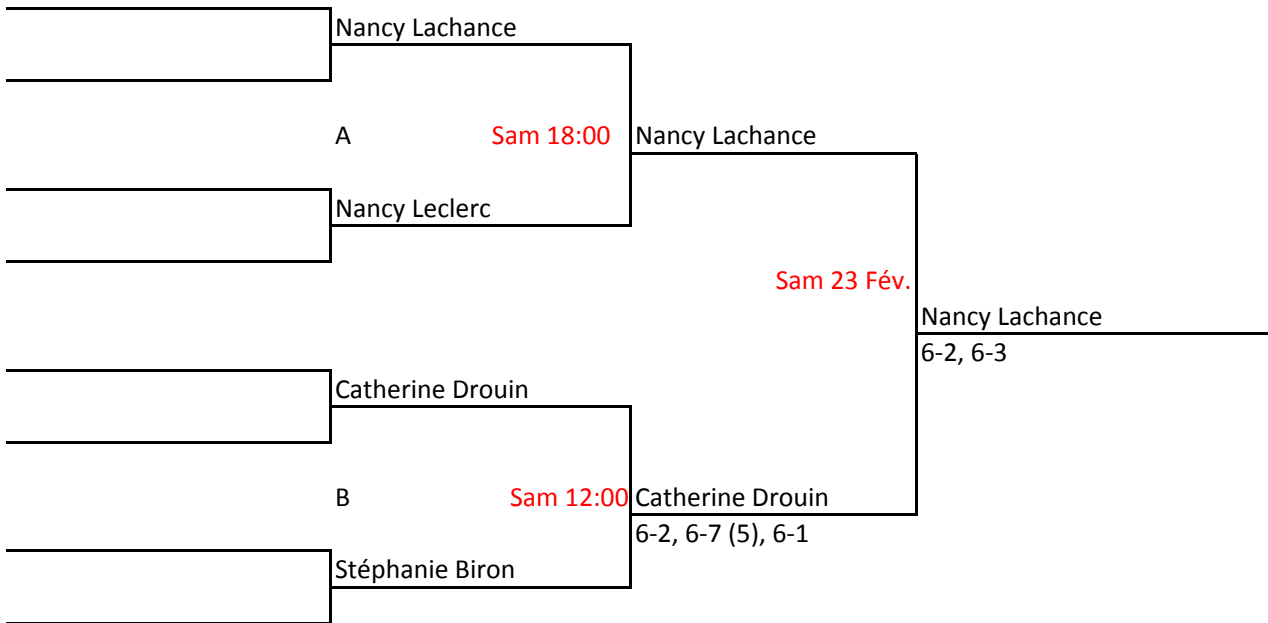 Nancy Lachance
A
Sam 18:00
Nancy Lachance
Nancy Leclerc
Sam 23 Fév.
Nancy Lachance
6-2, 6-3
Catherine Drouin
B
Sam 12:00
Catherine Drouin
6-2, 6-7 (5), 6-1
Stéphanie Biron